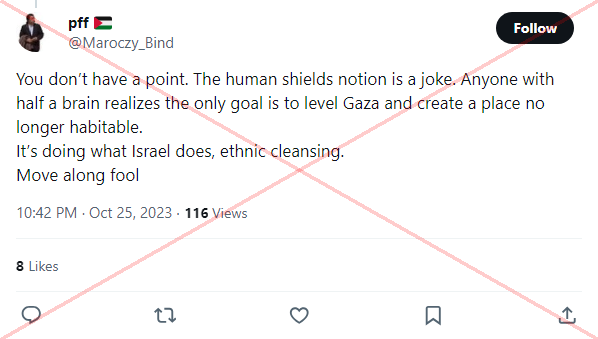 pff 🇵🇸
@Maroczy_Bind
Follow
You don’t have a point. The human shields notion is a joke. Anyone with
half a brain realizes the only goal is to level Gaza and create a place no
longer habitable.
It’s doing what Israel does, ethnic cleansing.
Move along fool
10:42 PM · Oct 25, 2023 · 116 Views
8 Likes